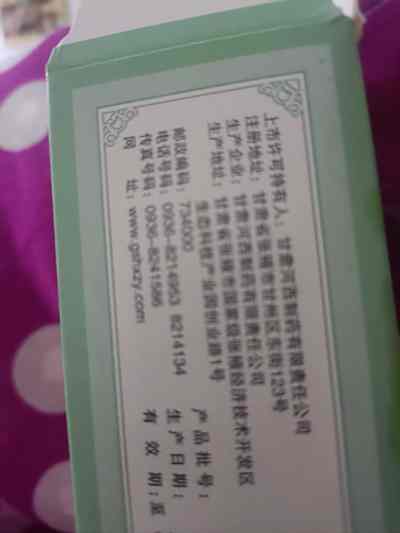 上市许可持有人：甘肃河西制药有限责任公司
注册地址：甘肃省张掖市甘州区东街123号
生产企业：甘肃河西制药有限责任公司
生产地址：甘肃省张掖市国家级张掖经济技术开发区
生态科技产业园创业路1号
邮政编码：734000
电话号码：0936-8214953 8214134
传真号码：0936-8241586
网 址：www.gshxzy.com
产品批号：
生产日期：
有 效 期：至